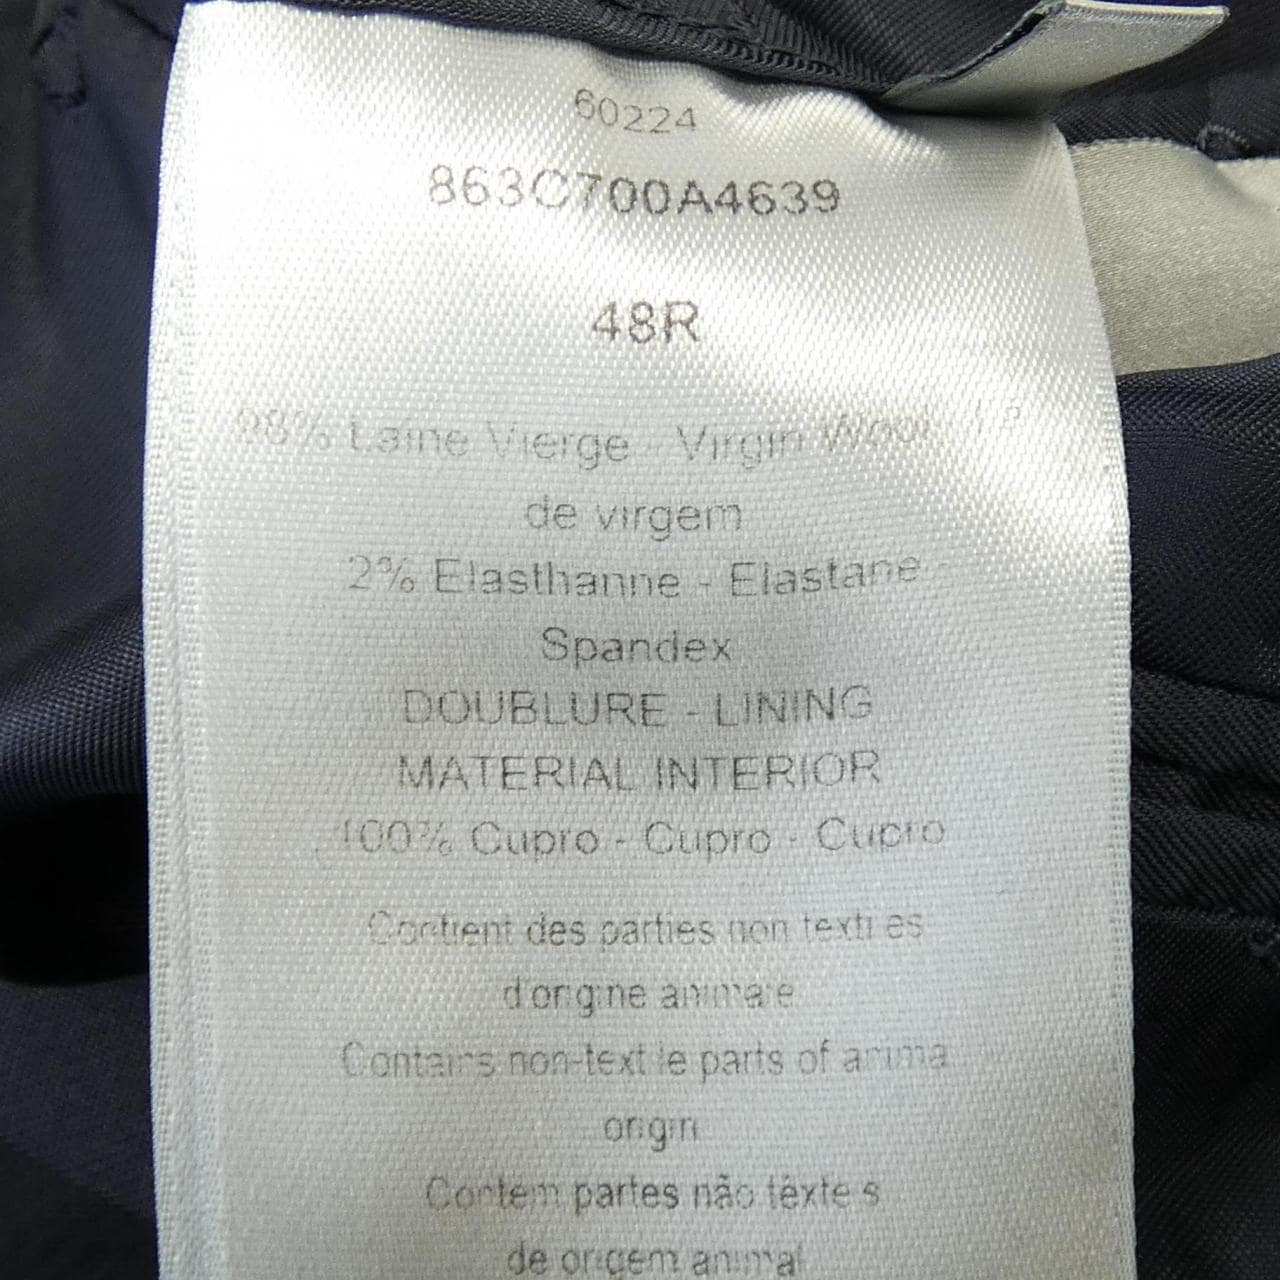 60224
863C700A4639
48R
98% Laine Vierge - Virgin Wool
de virgem
2% Elasthanne - Elastane
Spandex
DOUBLURE - LINING
MATERIAL INTERIOR
100% Cupro - Cupro - Cupro
Contient des parties non textiles
d'origine animale
Contains non-textile parts of animal
origin
Contem partes não têxteis
de origem animal